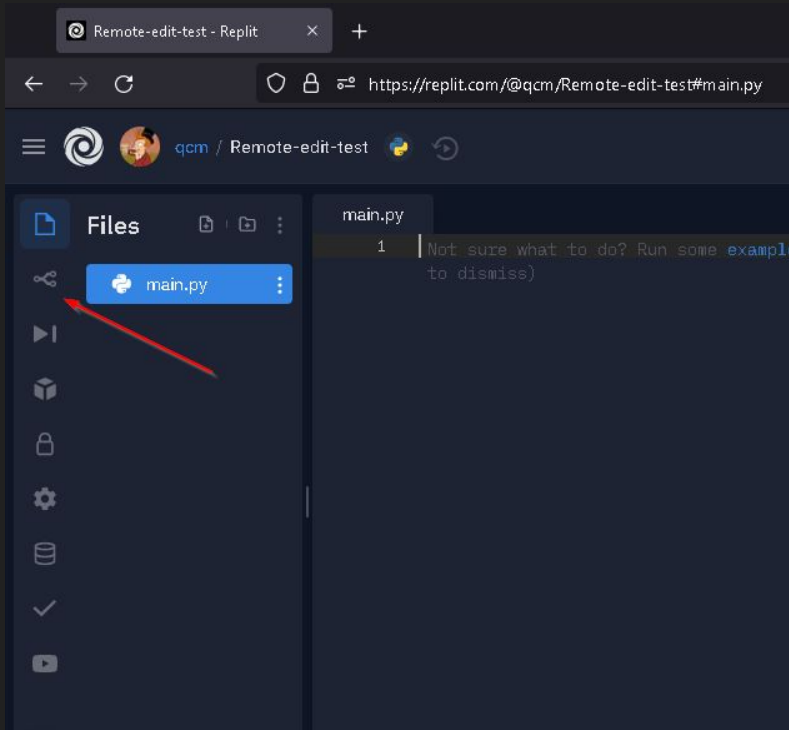 Remote-edit-test - Replit
https://replit.com/@qcm/Remote-edit-test#main.py
qcm / Remote-edit-test
Files
main.py
main.py
1
Not sure what to do? Run some
to dismiss)